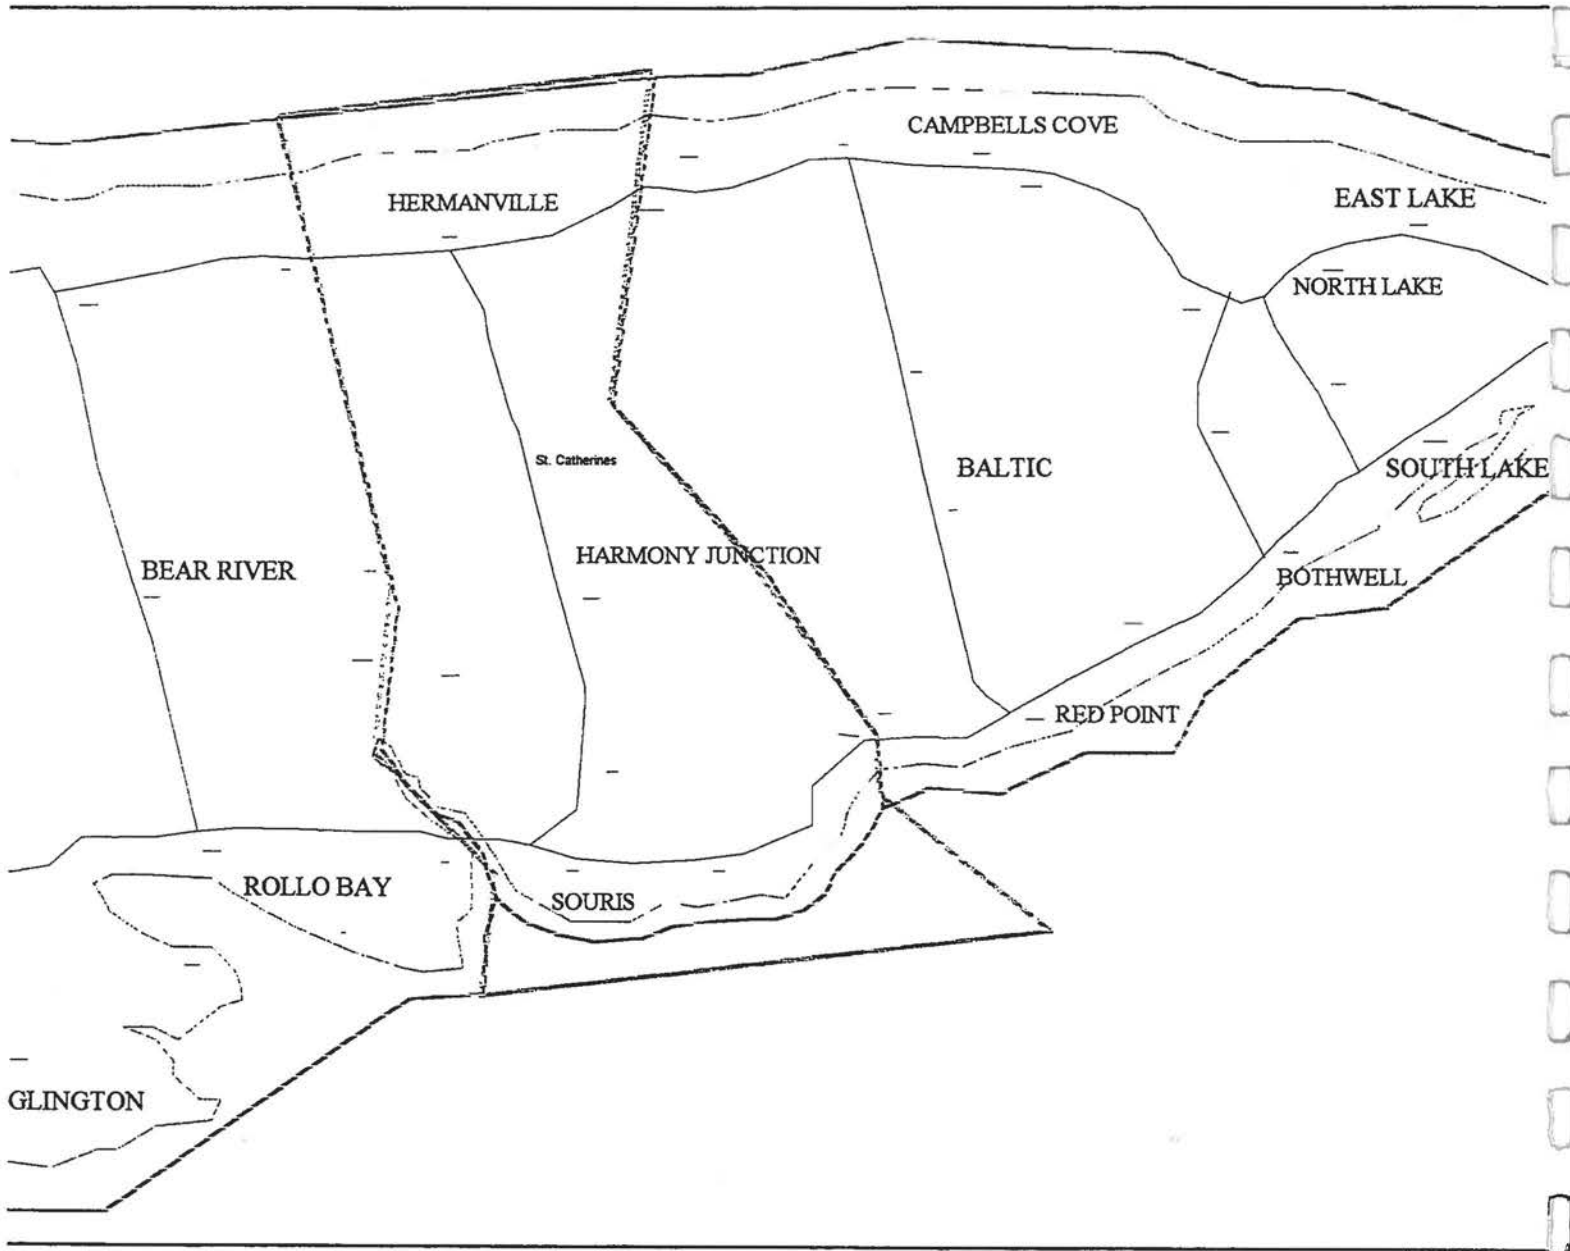 CAMPBELLS COVE
HERMANVILLE
EAST LAKE
NORTH LAKE
St. Catherines
BALTIC
SOUTH LAKE
HARMONY JUNCTION
BEAR RIVER
BOTHWELL
RED POINT
ROLLO BAY
SOURIS
GLINGTON